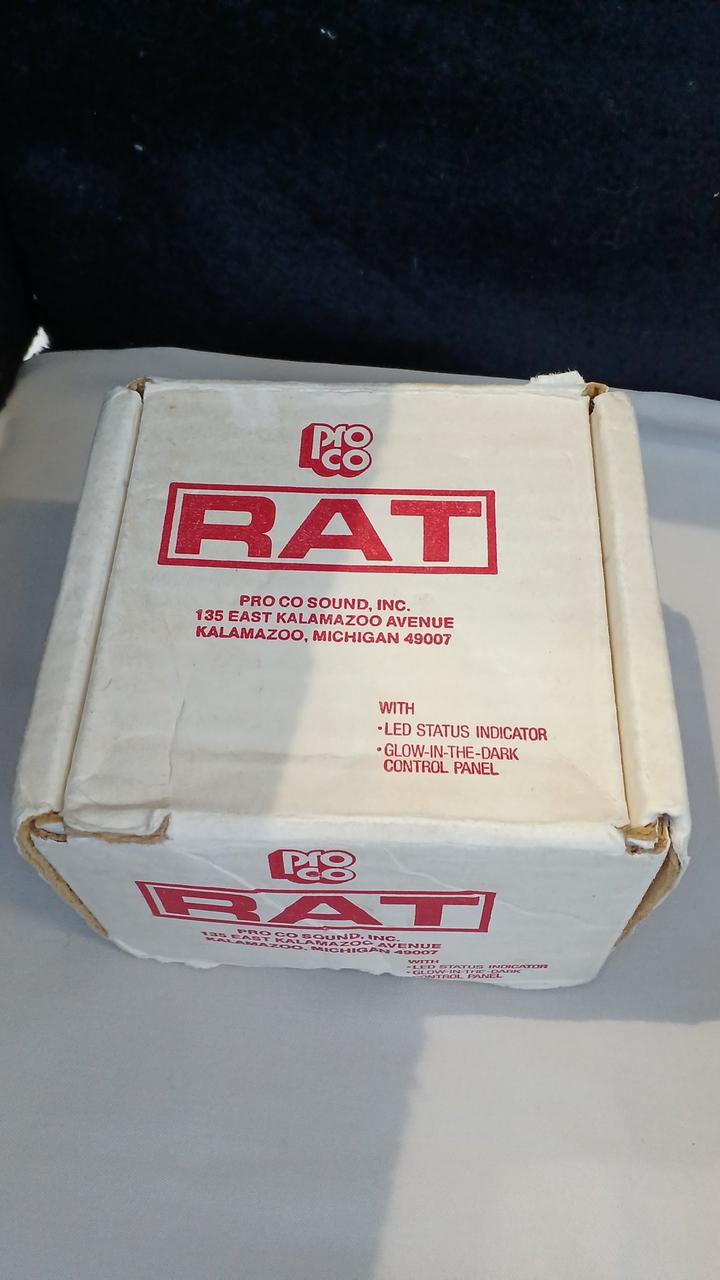 pro
co
RAT
PRO CO SOUND, INC.
135 EAST KALAMAZOO AVENUE
KALAMAZOO, MICHIGAN 49007
WITH
•LED STATUS INDICATOR
•GLOW-IN-THE-DARK
CONTROL PANEL
pro
co
RAT
PRO CO SOUND, INC.
135 EAST KALAMAZOO AVENUE
KALAMAZOO, MICHIGAN 49007
WITH
•LED STATUS INDICATOR
•GLOW-IN-THE-DARK
CONTROL PANEL